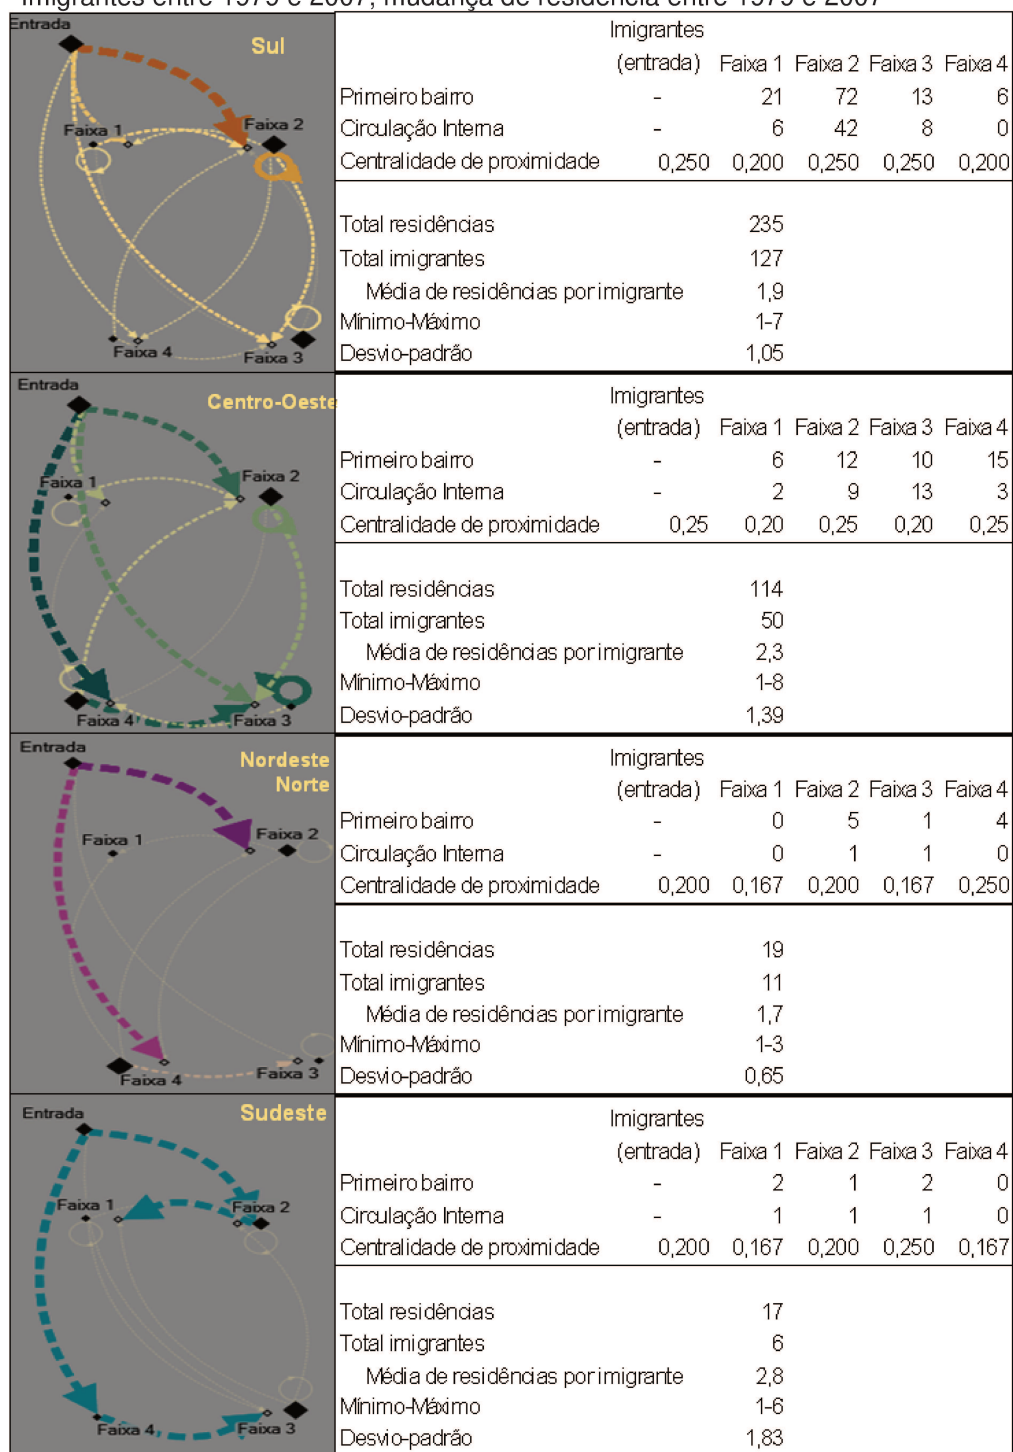 Imigrantes entre 1979 e 2007, mudança de residência entre 1979 e 2007
Entrada
Sul
Faixa 1
Faixa 2
Faixa 4
Faixa 3
Imigrantes
(entrada) Faixa 1 Faixa 2 Faixa 3 Faixa 4
Primeiro bairro - 21 72 13 6
Circulação Interna - 6 42 8 0
Centralidade de proximidade 0,250 0,200 0,250 0,250 0,200
Total residências 235
Total imigrantes 127
Média de residências por imigrante 1,9
Mínimo-Máximo 1-7
Desvio-padrão 1,05
Entrada
Centro-Oeste
Faixa 1
Faixa 2
Faixa 4
Faixa 3
Imigrantes
(entrada) Faixa 1 Faixa 2 Faixa 3 Faixa 4
Primeiro bairro - 6 12 10 15
Circulação Interna - 2 9 13 3
Centralidade de proximidade 0,25 0,20 0,25 0,20 0,25
Total residências 114
Total imigrantes 50
Média de residências por imigrante 2,3
Mínimo-Máximo 1-8
Desvio-padrão 1,39
Entrada
Nordeste
Norte
Faixa 1
Faixa 2
Faixa 4
Faixa 3
Imigrantes
(entrada) Faixa 1 Faixa 2 Faixa 3 Faixa 4
Primeiro bairro - 0 5 1 4
Circulação Interna - 0 1 1 0
Centralidade de proximidade 0,200 0,167 0,200 0,167 0,250
Total residências 19
Total imigrantes 11
Média de residências por imigrante 1,7
Mínimo-Máximo 1-3
Desvio-padrão 0,65
Entrada
Sudeste
Faixa 1
Faixa 2
Faixa 4
Faixa 3
Imigrantes
(entrada) Faixa 1 Faixa 2 Faixa 3 Faixa 4
Primeiro bairro - 2 1 2 0
Circulação Interna - 1 1 1 0
Centralidade de proximidade 0,200 0,167 0,200 0,250 0,167
Total residências 17
Total imigrantes 6
Média de residências por imigrante 2,8
Mínimo-Máximo 1-6
Desvio-padrão 1,83